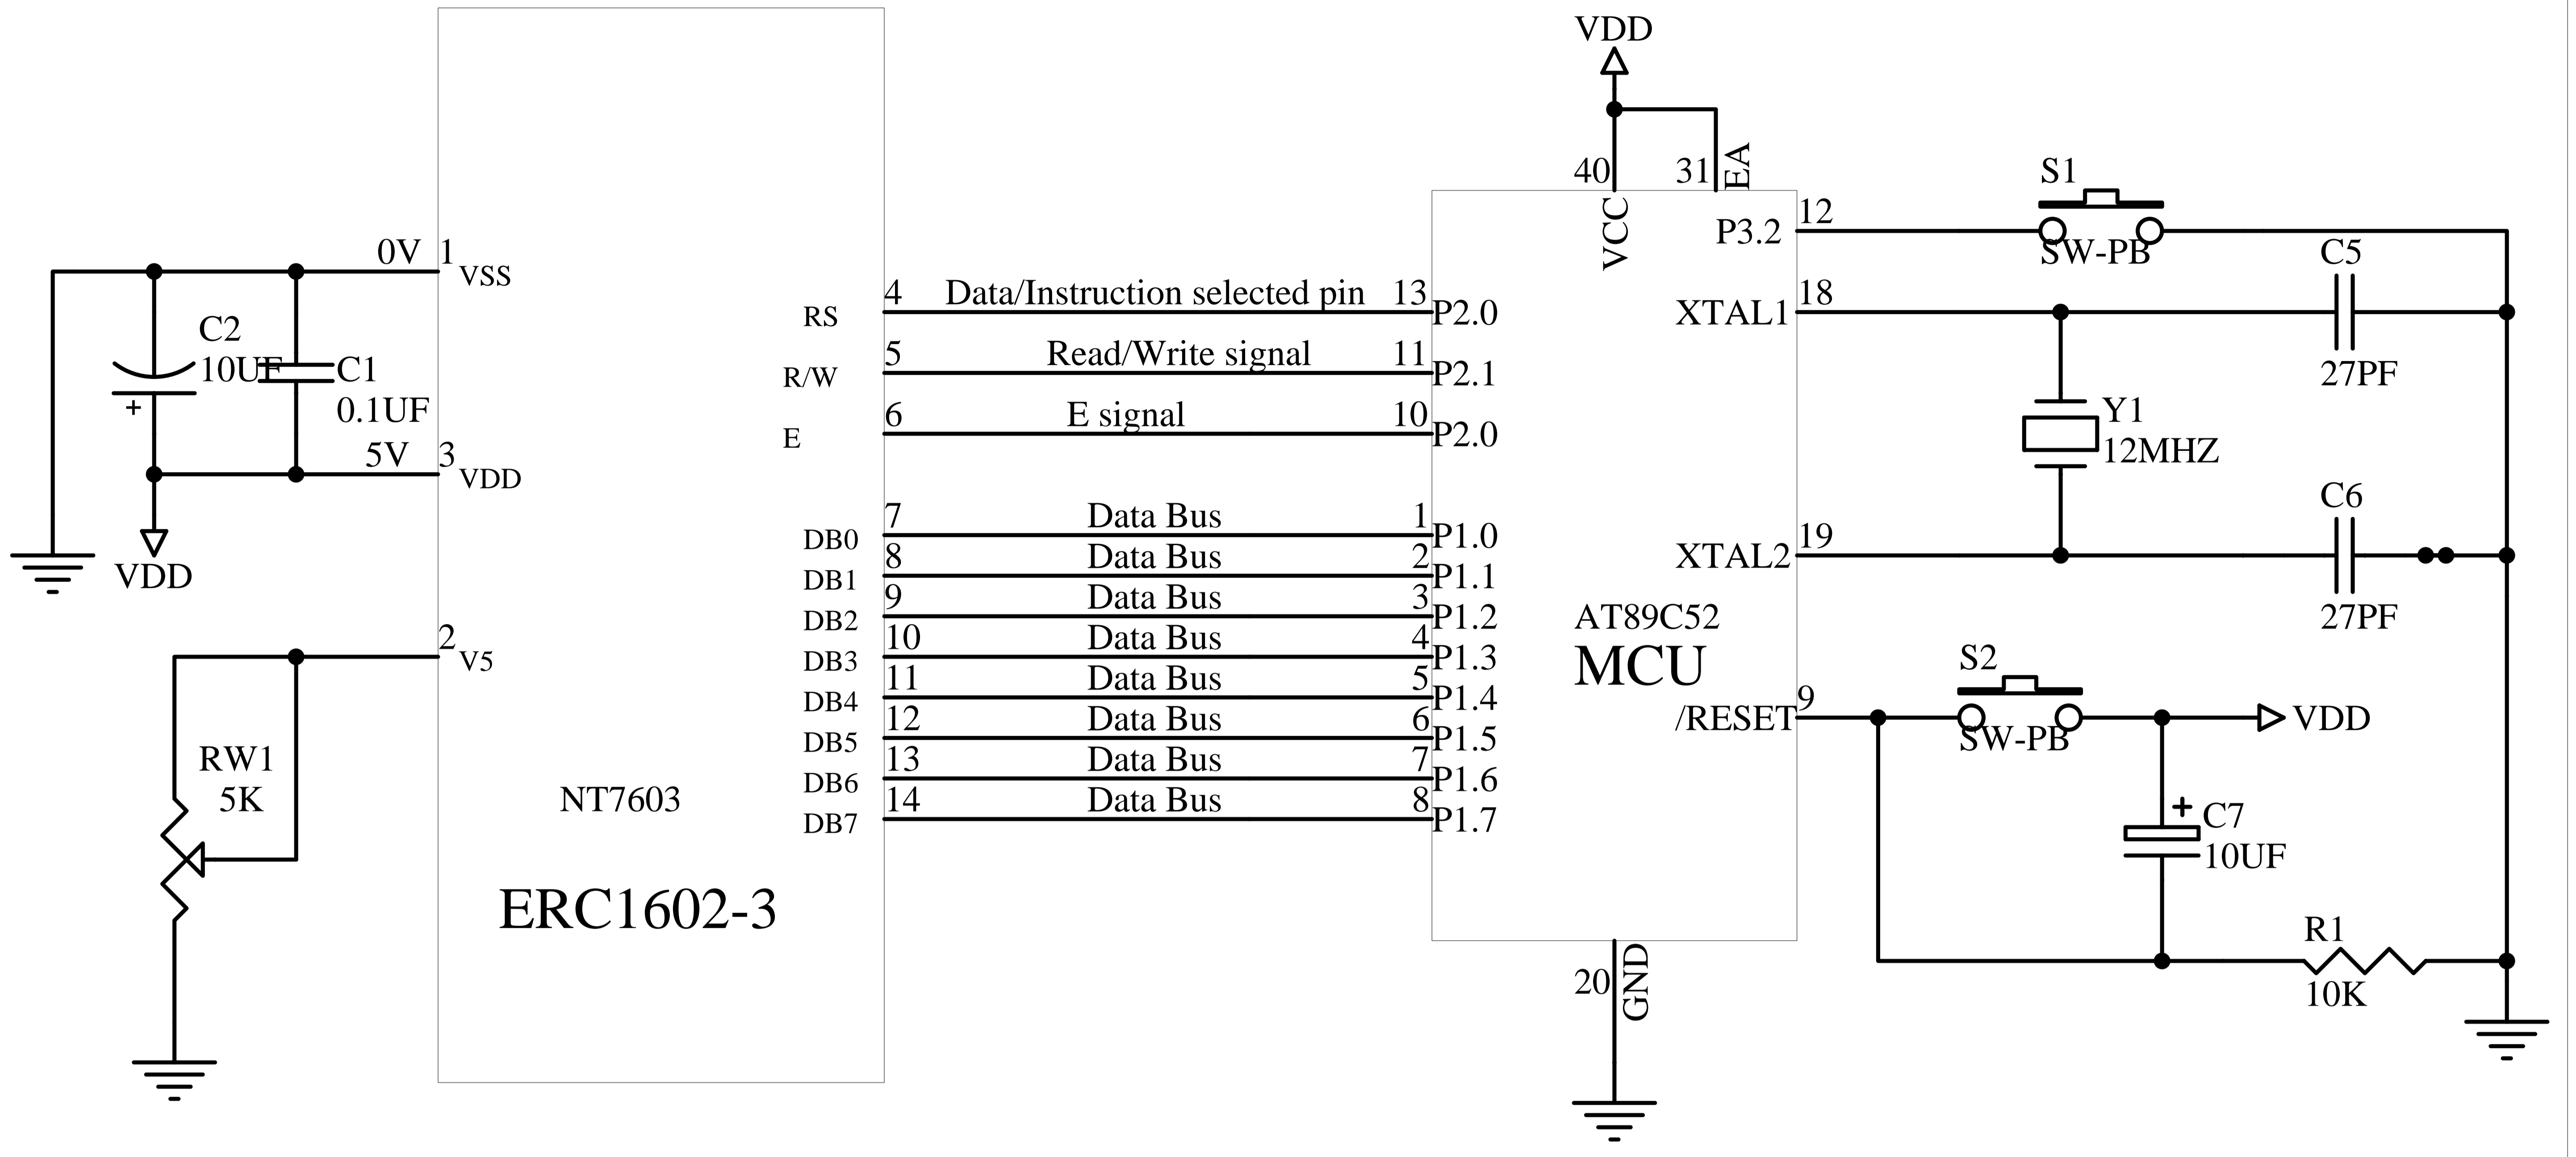 VDD
40
31
EA
VCC
0V
1
VSS
C2
10UF
C1
0.1UF
5V
3
VDD
VDD
2
V5
RW1
5K
NT7603
ERC1602-3
RS
4
Data/Instruction selected pin
13
P2.0
R/W
5
Read/Write signal
11
P2.1
E
6
E signal
10
P2.0
DB0
7
Data Bus
1
P1.0
DB1
8
Data Bus
2
P1.1
DB2
9
Data Bus
3
P1.2
DB3
10
Data Bus
4
P1.3
DB4
11
Data Bus
5
P1.4
DB5
12
Data Bus
6
P1.5
DB6
13
Data Bus
7
P1.6
DB7
14
Data Bus
8
P1.7
AT89C52
MCU
P3.2
12
S1
SW-PB
XTAL1
18
C5
27PF
Y1
12MHZ
XTAL2
19
C6
27PF
/RESET
9
S2
SW-PB
VDD
+
C7
10UF
R1
10K
20
GND
+